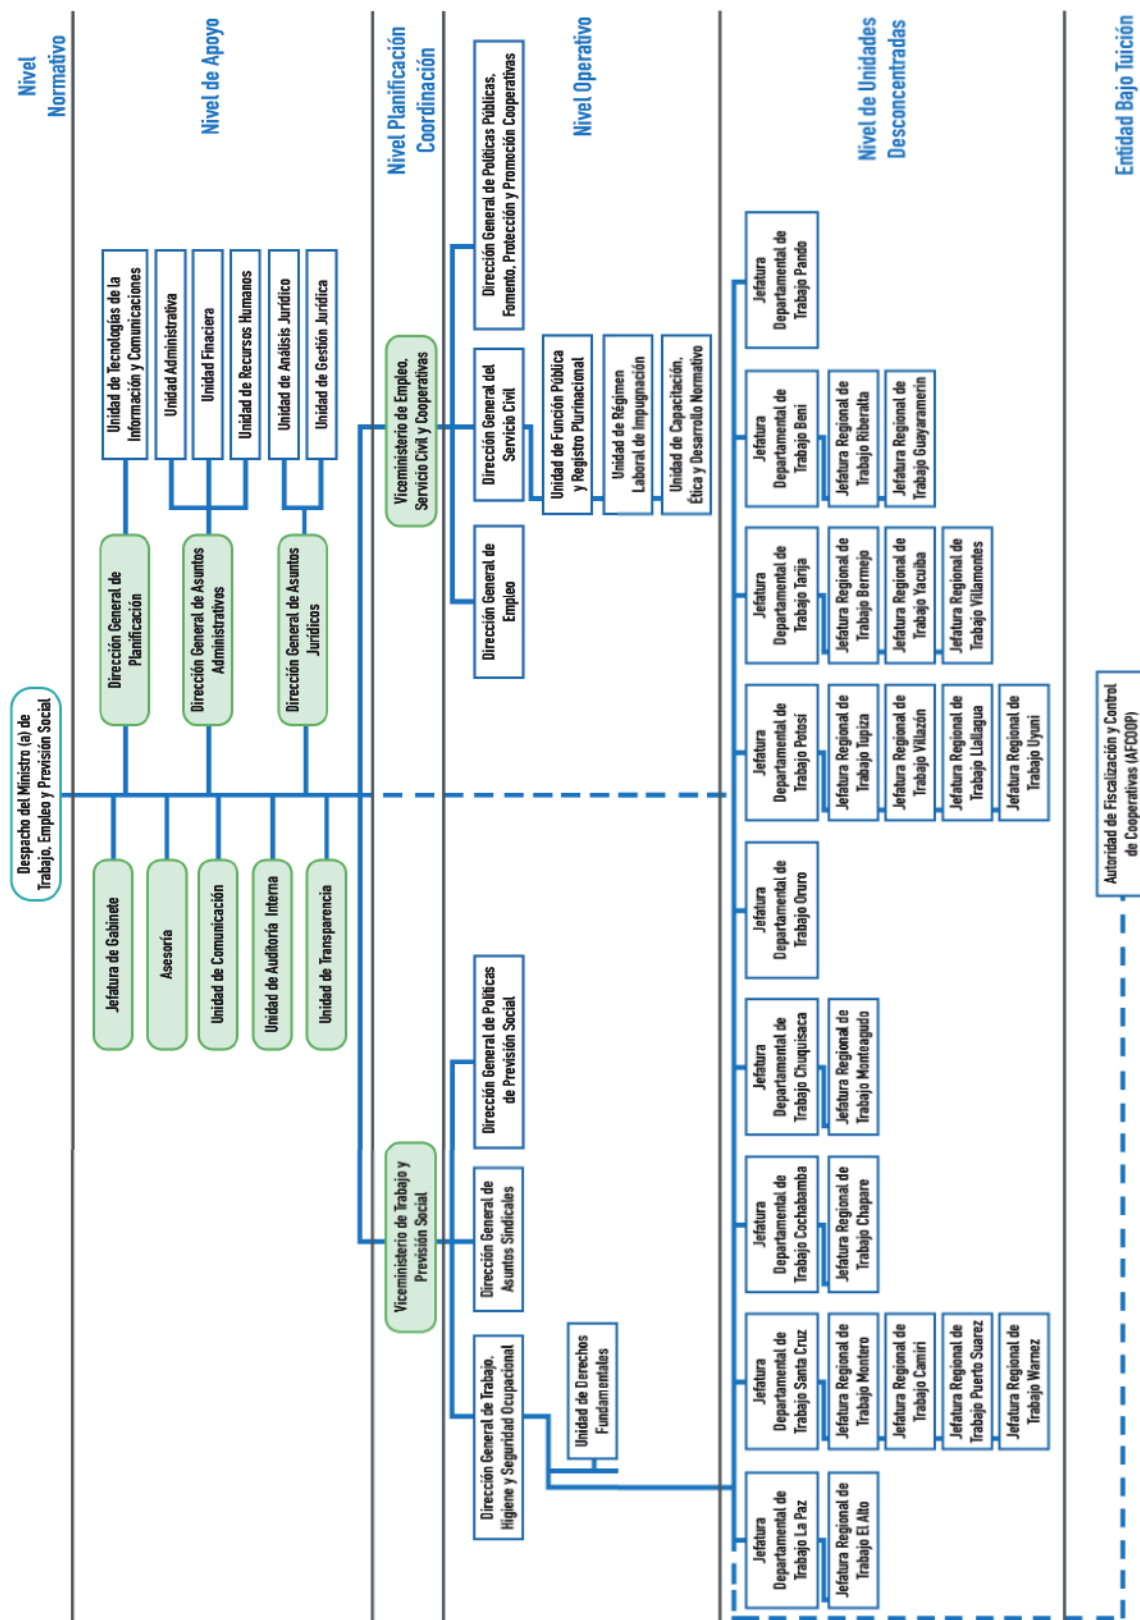 Despacho del Ministro (a) de
Trabajo, Empleo y Previsión Social
Nivel
Normativo
Jefatura de Gabinete
Asesoría
Unidad de Comunicación
Unidad de Auditoría Interna
Unidad de Transparencia
Dirección General de
Planificación
Dirección General de Asuntos
Administrativos
Dirección General de Asuntos
Jurídicos
Unidad de Tecnologías de la
Información y Comunicaciones
Unidad Administrativa
Unidad Finaciera
Unidad de Recursos Humanos
Unidad de Análisis Jurídico
Unidad de Gestión Jurídica
Nivel de Apoyo
Viceministerio de Trabajo y
Previsión Social
Viceministerio de Empleo,
Servicio Civil y Cooperativas
Nivel Planificación
Coordinación
Dirección General de Trabajo,
Higiene y Seguridad Ocupacional
Dirección General de
Asuntos Sindicales
Dirección General de Políticas
de Previsión Social
Dirección General de
Empleo
Dirección General del
Servicio Civil
Dirección General de Políticas Públicas,
Fomento, Protección y Promoción Cooperativas
Unidad de Derechos
Fundamentales
Unidad de Función Pública
y Registro Plurinacional
Unidad de Régimen
Laboral de Impugnación
Unidad de Capacitación,
Ética y Desarrollo Normativo
Nivel Operativo
Jefatura
Departamental de
Trabajo La Paz
Jefatura Regional de
Trabajo El Alto
Jefatura
Departamental de
Trabajo Santa Cruz
Jefatura Regional de
Trabajo Montero
Jefatura Regional de
Trabajo Camiri
Jefatura Regional de
Trabajo Puerto Suarez
Jefatura Regional de
Trabajo Warnez
Jefatura
Departamental de
Trabajo Cochabamba
Jefatura Regional de
Trabajo Chapare
Jefatura
Departamental de
Trabajo Chuquisaca
Jefatura Regional de
Trabajo Monteagudo
Jefatura
Departamental de
Trabajo Oruro
Jefatura
Departamental de
Trabajo Potosí
Jefatura Regional de
Trabajo Tupiza
Jefatura Regional de
Trabajo Villazón
Jefatura Regional de
Trabajo Llallagua
Jefatura Regional de
Trabajo Uyuni
Jefatura
Departamental de
Trabajo Tarija
Jefatura Regional de
Trabajo Bermejo
Jefatura Regional de
Trabajo Yacuiba
Jefatura Regional de
Trabajo Villamontes
Jefatura
Departamental de
Trabajo Beni
Jefatura Regional de
Trabajo Riberalta
Jefatura Regional de
Trabajo Guayaramerin
Jefatura
Departamental de
Trabajo Pando
Nivel de Unidades
Desconcentradas
Autoridad de Fiscalización y Control
de Cooperativas (AFCOOP)
Entidad Bajo Tuición